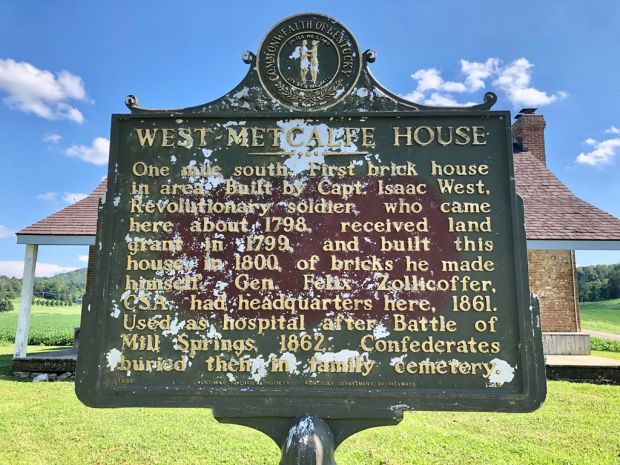 COMMONWEALTH OF KENTUCKY
WEST-METCALFE HOUSE
One mile south. First brick house
in area. Built by Capt. Isaac West,
Revolutionary soldier, who came
here about 1798, received land
grant in 1799, and built this
house, in 1800, of bricks he made
himself. Gen. Felix Zollicoffer,
CSA, had headquarters here, 1861.
Used as hospital after Battle of
Mill Springs, 1862. Confederates
buried then in family cemetery.
KENTUCKY DEPARTMENT OF HIGHWAYS